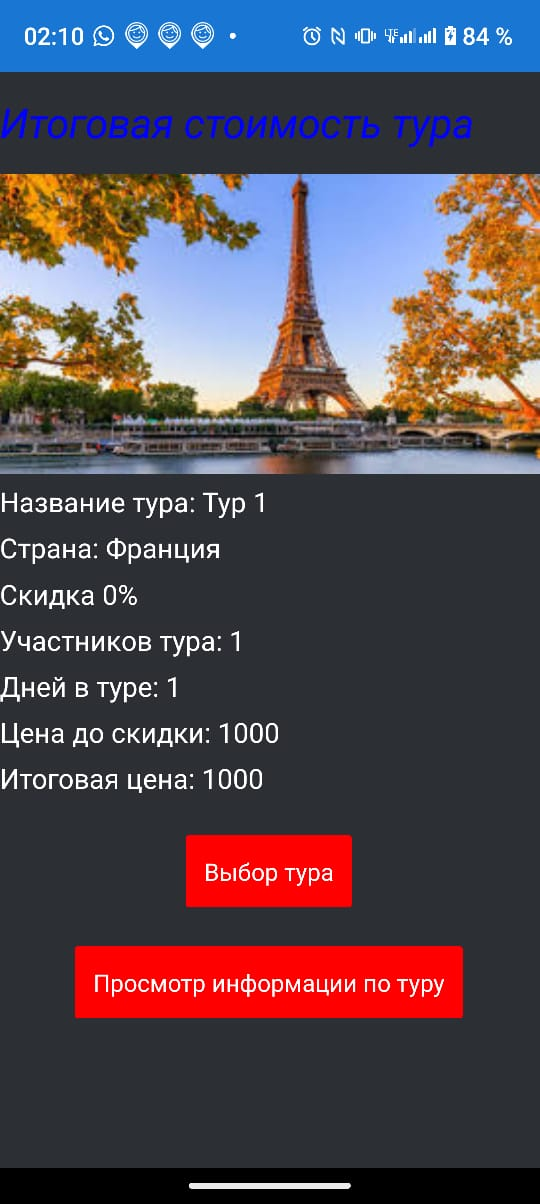 02:10 84 %
Итоговая стоимость тура
Название тура: Тур 1
Страна: Франция
Скидка 0%
Участников тура: 1
Дней в туре: 1
Цена до скидки: 1000
Итоговая цена: 1000
Выбор тура
Просмотр информации по туру